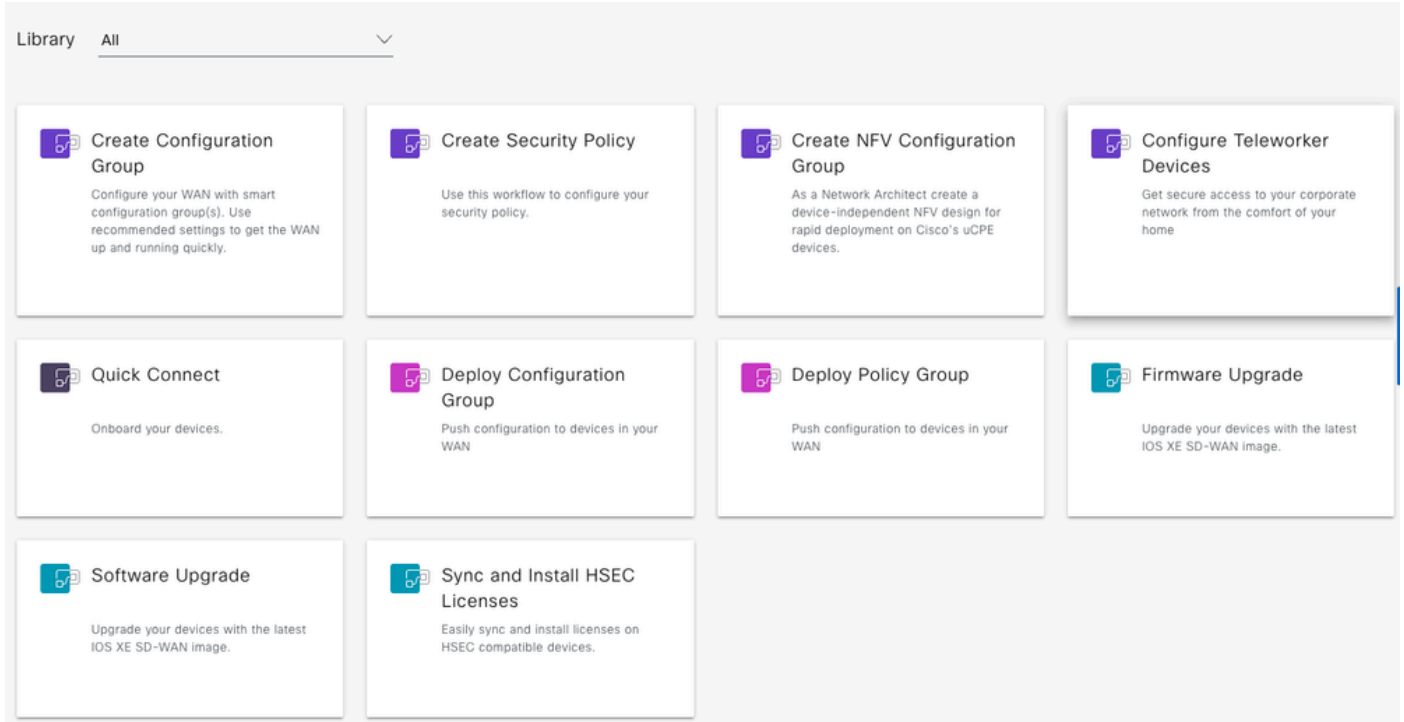 Library All
Create Configuration
Group
Configure your WAN with smart
configuration group(s). Use
recommended settings to get the WAN
up and running quickly.
Create Security Policy
Use this workflow to configure your
security policy.
Create NFV Configuration
Group
As a Network Architect create a
device-independent NFV design for
rapid deployment on Cisco's uCPE
devices.
Configure Teleworker
Devices
Get secure access to your corporate
network from the comfort of your
home
Quick Connect
Onboard your devices.
Deploy Configuration
Group
Push configuration to devices in your
WAN
Deploy Policy Group
Push configuration to devices in your
WAN
Firmware Upgrade
Upgrade your devices with the latest
IOS XE SD-WAN image.
Software Upgrade
Upgrade your devices with the latest
IOS XE SD-WAN image.
Sync and Install HSEC
Licenses
Easily sync and install licenses on
HSEC compatible devices.